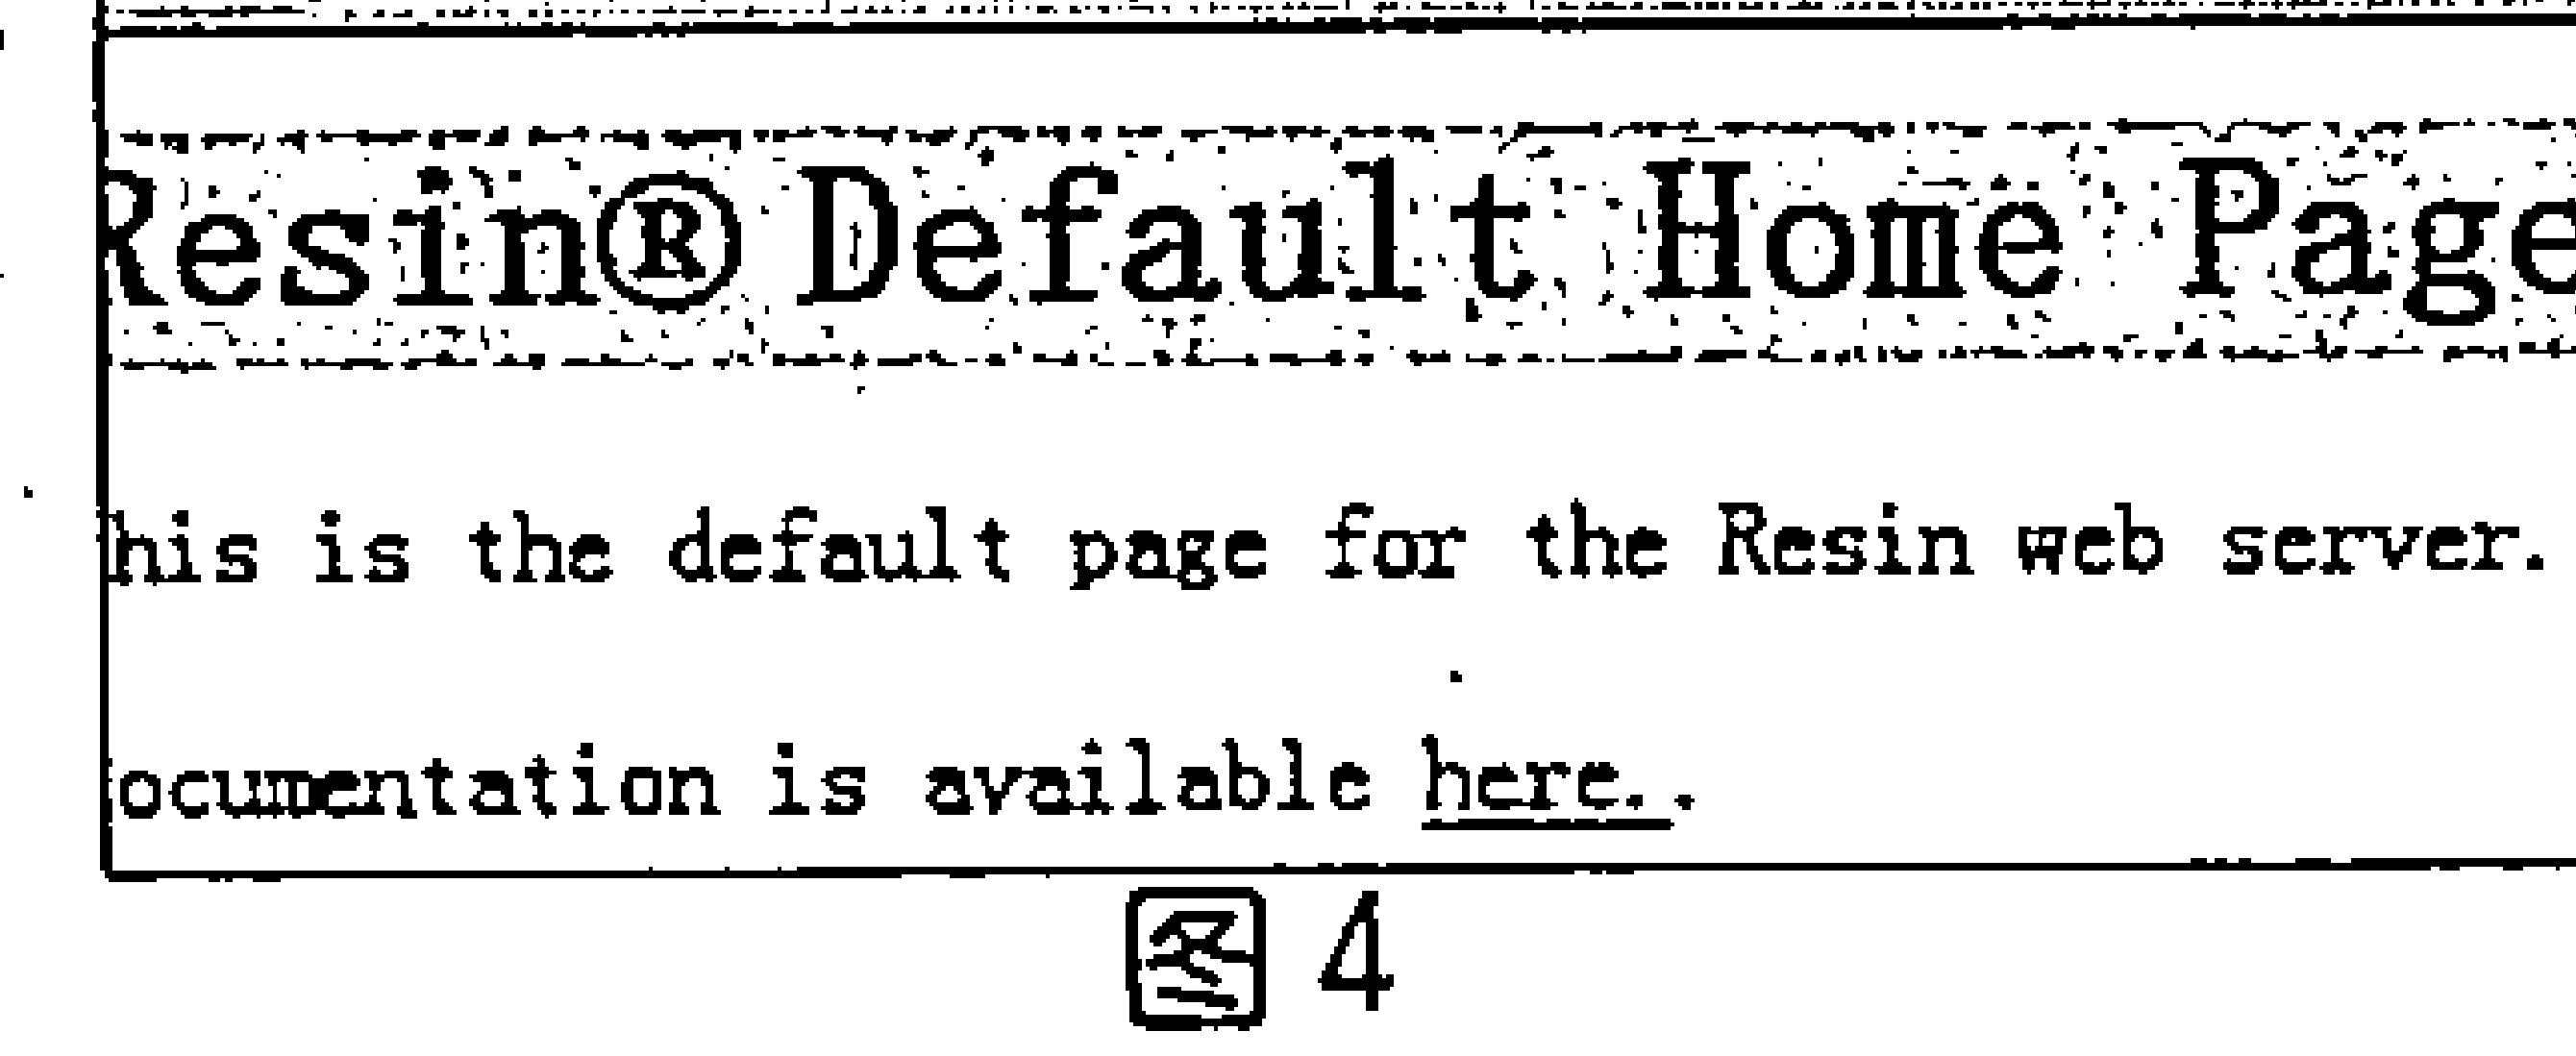 Resin® Default Home Page
his is the default page for the Resin web server.
ocumentation is available here..
图 4